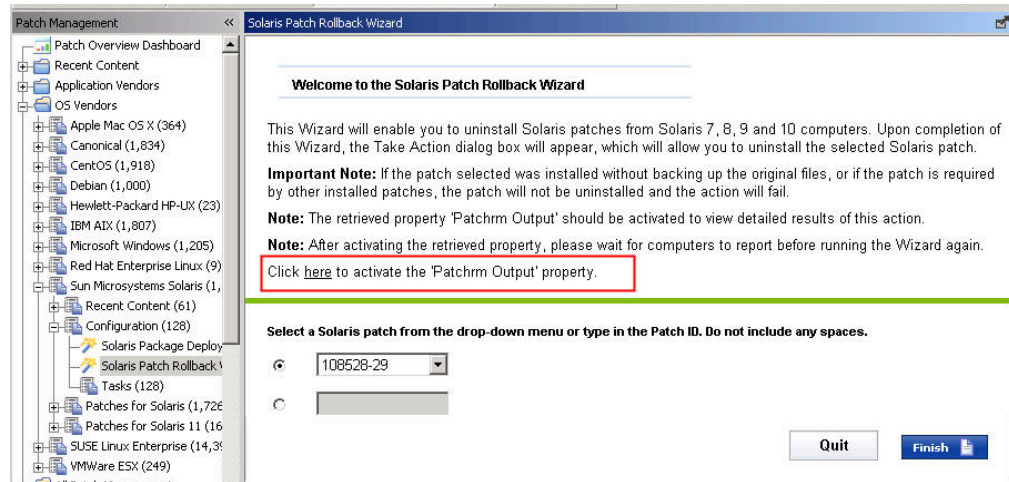 Patch Management «
Patch Overview Dashboard
Recent Content
Application Vendors
OS Vendors
Apple Mac OS X (364)
Canonical (1,834)
CentOS (1,918)
Debian (1,000)
Hewlett-Packard HP-UX (23)
IBM AIX (1,807)
Microsoft Windows (1,205)
Red Hat Enterprise Linux (9)
Sun Microsystems Solaris (1,
Recent Content (61)
Configuration (128)
Solaris Package Deploy
Solaris Patch Rollback
Tasks (128)
Patches for Solaris (1,726
Patches for Solaris 11 (16
SUSE Linux Enterprise (14,39
VMWare ESX (249)
Solaris Patch Rollback Wizard
Welcome to the Solaris Patch Rollback Wizard
This Wizard will enable you to uninstall Solaris patches from Solaris 7, 8, 9 and 10 computers. Upon completion of
this Wizard, the Take Action dialog box will appear, which will allow you to uninstall the selected Solaris patch.
Important Note: If the patch selected was installed without backing up the original files, or if the patch is required
by other installed patches, the patch will not be uninstalled and the action will fail.
Note: The retrieved property 'Patchrm Output' should be activated to view detailed results of this action.
Note: After activating the retrieved property, please wait for computers to report before running the Wizard again.
Click here to activate the 'Patchrm Output' property.
Select a Solaris patch from the drop-down menu or type in the Patch ID. Do not include any spaces.
108528-29
Quit
Finish